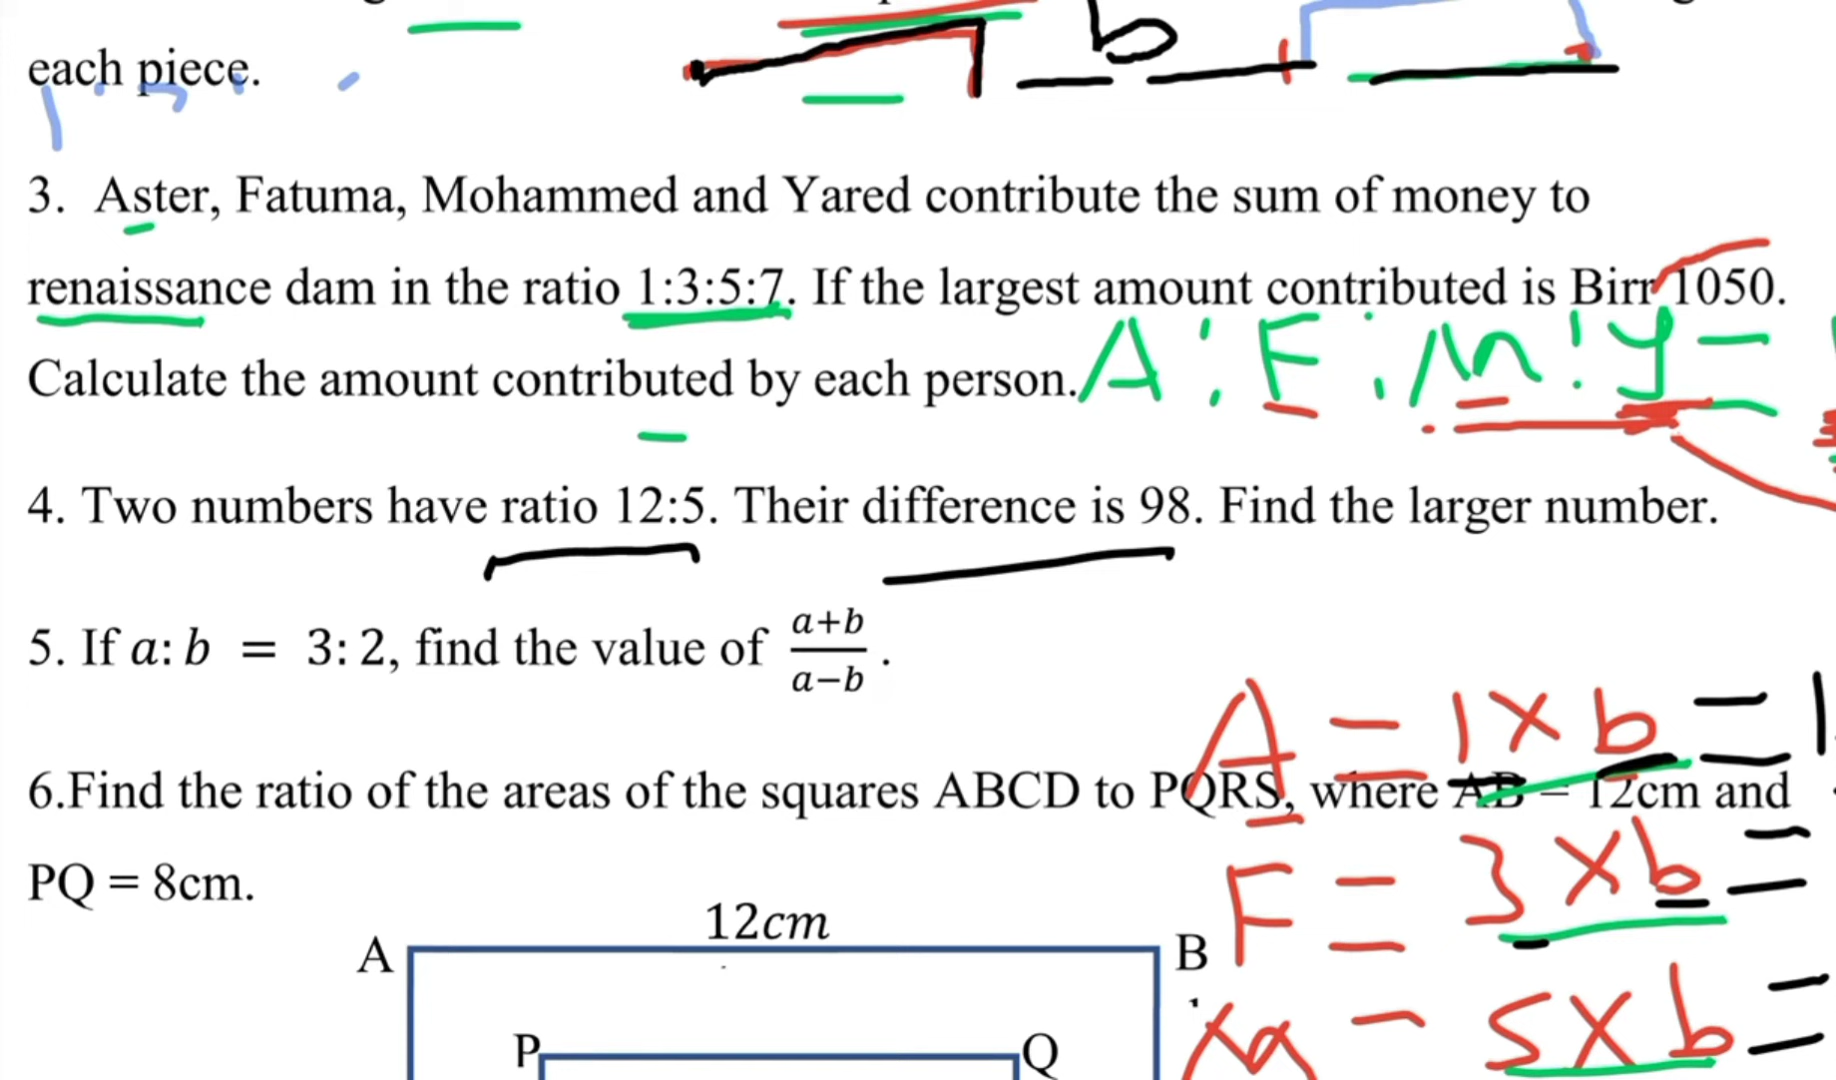 b
each piece.
3. Aster, Fatuma, Mohammed and Yared contribute the sum of money to
renaissance dam in the ratio 1:3:5:7. If the largest amount contributed is Birr 1050.
Calculate the amount contributed by each person. A : F : M : Y =
4. Two numbers have ratio 12:5. Their difference is 98. Find the larger number.
5. If a: b = 3: 2, find the value of a+b/a−b .
A = 1 × b = 1
6.Find the ratio of the areas of the squares ABCD to PQRS, where AB = 12cm and
F = 3 × b =
PQ = 8cm.
12cm
A B
5 × b =
P Q